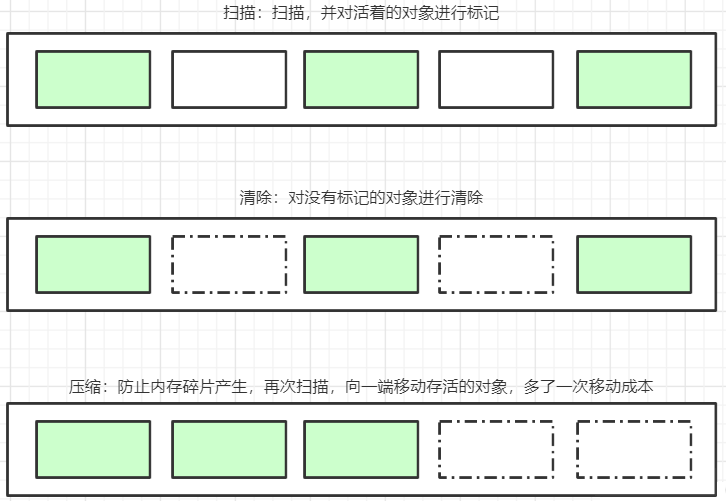 扫描：扫描，并对活着的对象进行标记
清除：对没有标记的对象进行清除
压缩：防止内存碎片产生，再次扫描，向一端移动存活的对象，多了一次移动成本